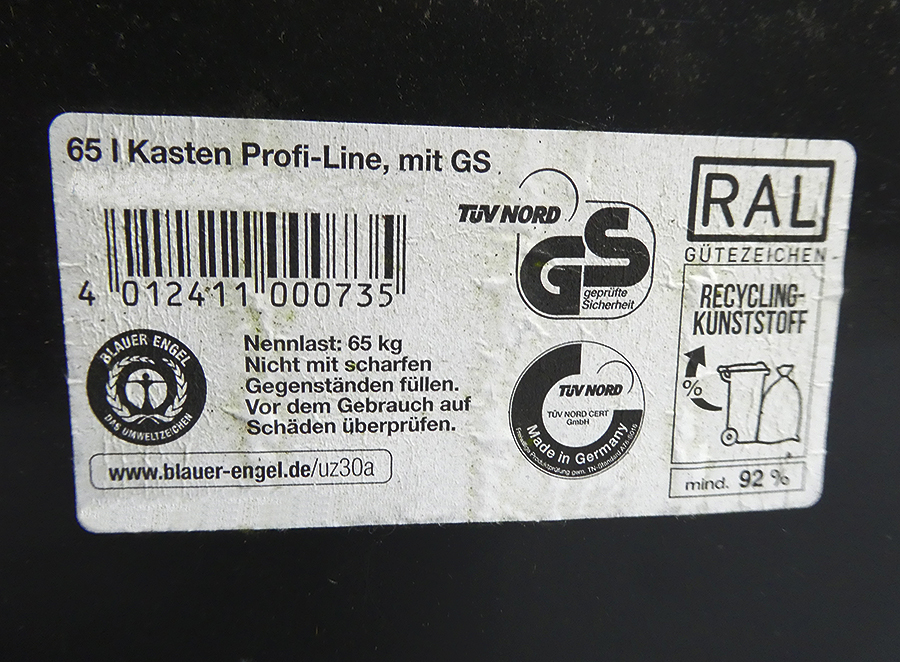 65 l Kasten Profi-Line, mit GS
4 012411 000735
BLAUER ENGEL
DAS UMWELTZEICHEN
www.blauer-engel.de/uz30a
Nennlast: 65 kg
Nicht mit scharfen
Gegenständen füllen.
Vor dem Gebrauch auf
Schäden überprüfen.
TÜV NORD
GS
geprüfte
Sicherheit
TÜV NORD
TÜV NORD CERT
GmbH
Made in Germany
RAL
GÜTEZEICHEN
RECYCLING-
KUNSTSTOFF
%
mind. 92 %